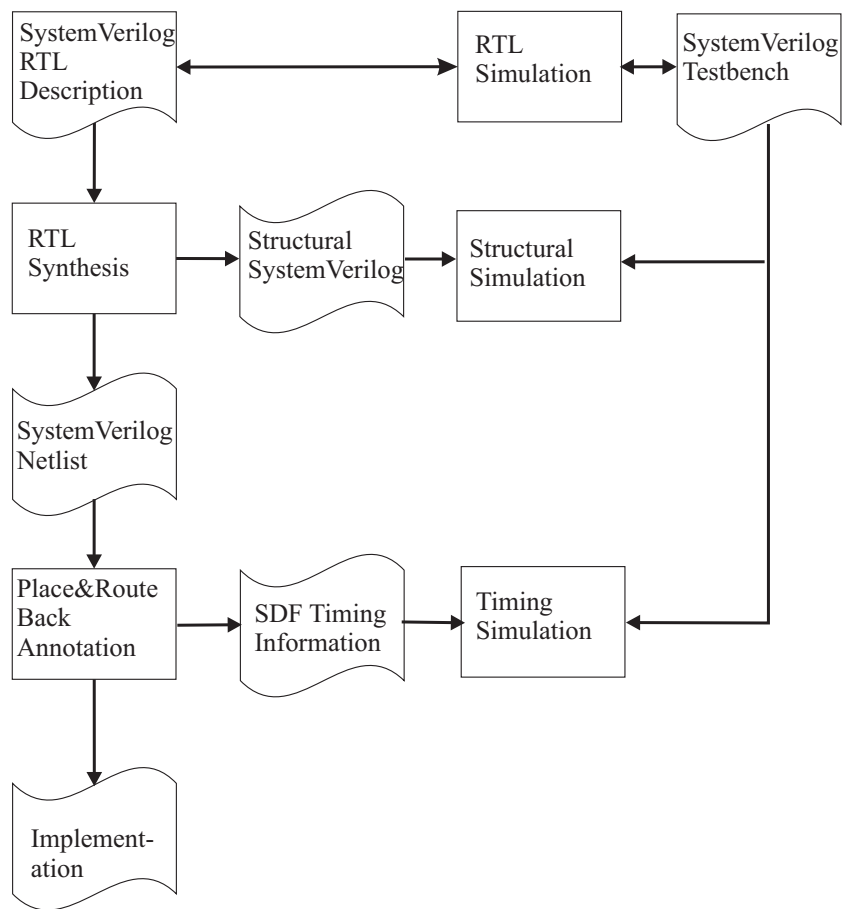 SystemVerilog
RTL
Description
RTL
Simulation
SystemVerilog
Testbench
RTL
Synthesis
Structural
SystemVerilog
Structural
Simulation
SystemVerilog
Netlist
Place&Route
Back
Annotation
SDF Timing
Information
Timing
Simulation
Implement-
ation